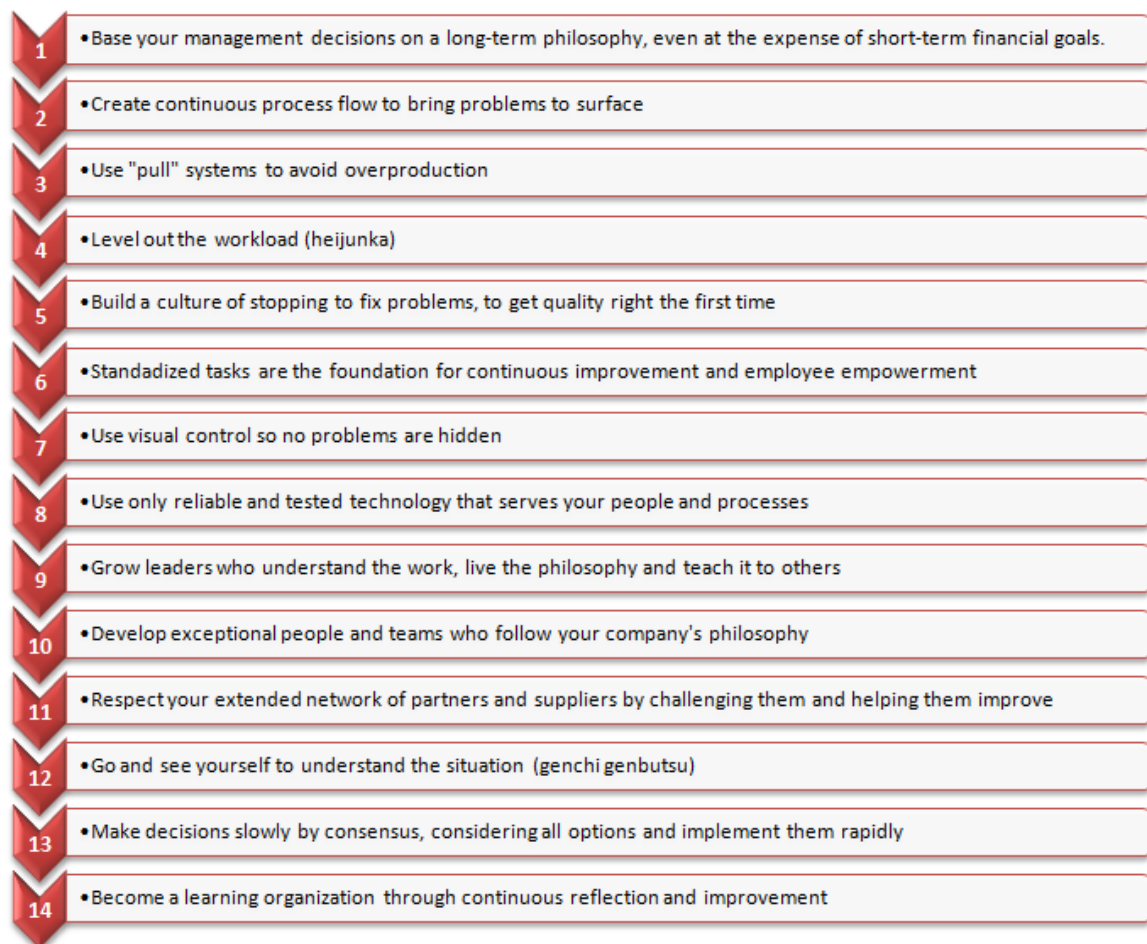 1 •Base your management decisions on a long-term philosophy, even at the expense of short-term financial goals.
2 •Create continuous process flow to bring problems to surface
3 •Use "pull" systems to avoid overproduction
4 •Level out the workload (heijunka)
5 •Build a culture of stopping to fix problems, to get quality right the first time
6 •Standadized tasks are the foundation for continuous improvement and employee empowerment
7 •Use visual control so no problems are hidden
8 •Use only reliable and tested technology that serves your people and processes
9 •Grow leaders who understand the work, live the philosophy and teach it to others
10 •Develop exceptional people and teams who follow your company's philosophy
11 •Respect your extended network of partners and suppliers by challenging them and helping them improve
12 •Go and see yourself to understand the situation (genchi genbutsu)
13 •Make decisions slowly by consensus, considering all options and implement them rapidly
14 •Become a learning organization through continuous reflection and improvement